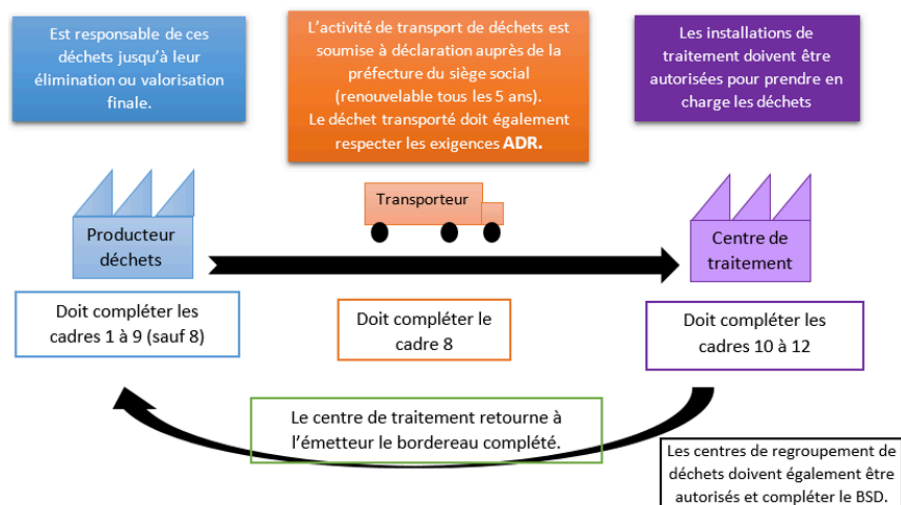 Est responsable de ces
déchets jusqu'à leur
élimination ou valorisation
finale.
L'activité de transport de déchets est
soumise à déclaration auprès de la
préfecture du siège social
(renouvelable tous les 5 ans).
Le déchet transporté doit également
respecter les exigences ADR.
Les installations de
traitement doivent être
autorisées pour prendre en
charge les déchets
Producteur
déchets
Transporteur
Centre de
traitement
Doit compléter les
cadres 1 à 9 (sauf 8)
Doit compléter le
cadre 8
Doit compléter les
cadres 10 à 12
Le centre de traitement retourne à
l'émetteur le bordereau complété.
Les centres de regroupement de
déchets doivent également être
autorisés et compléter le BSD.